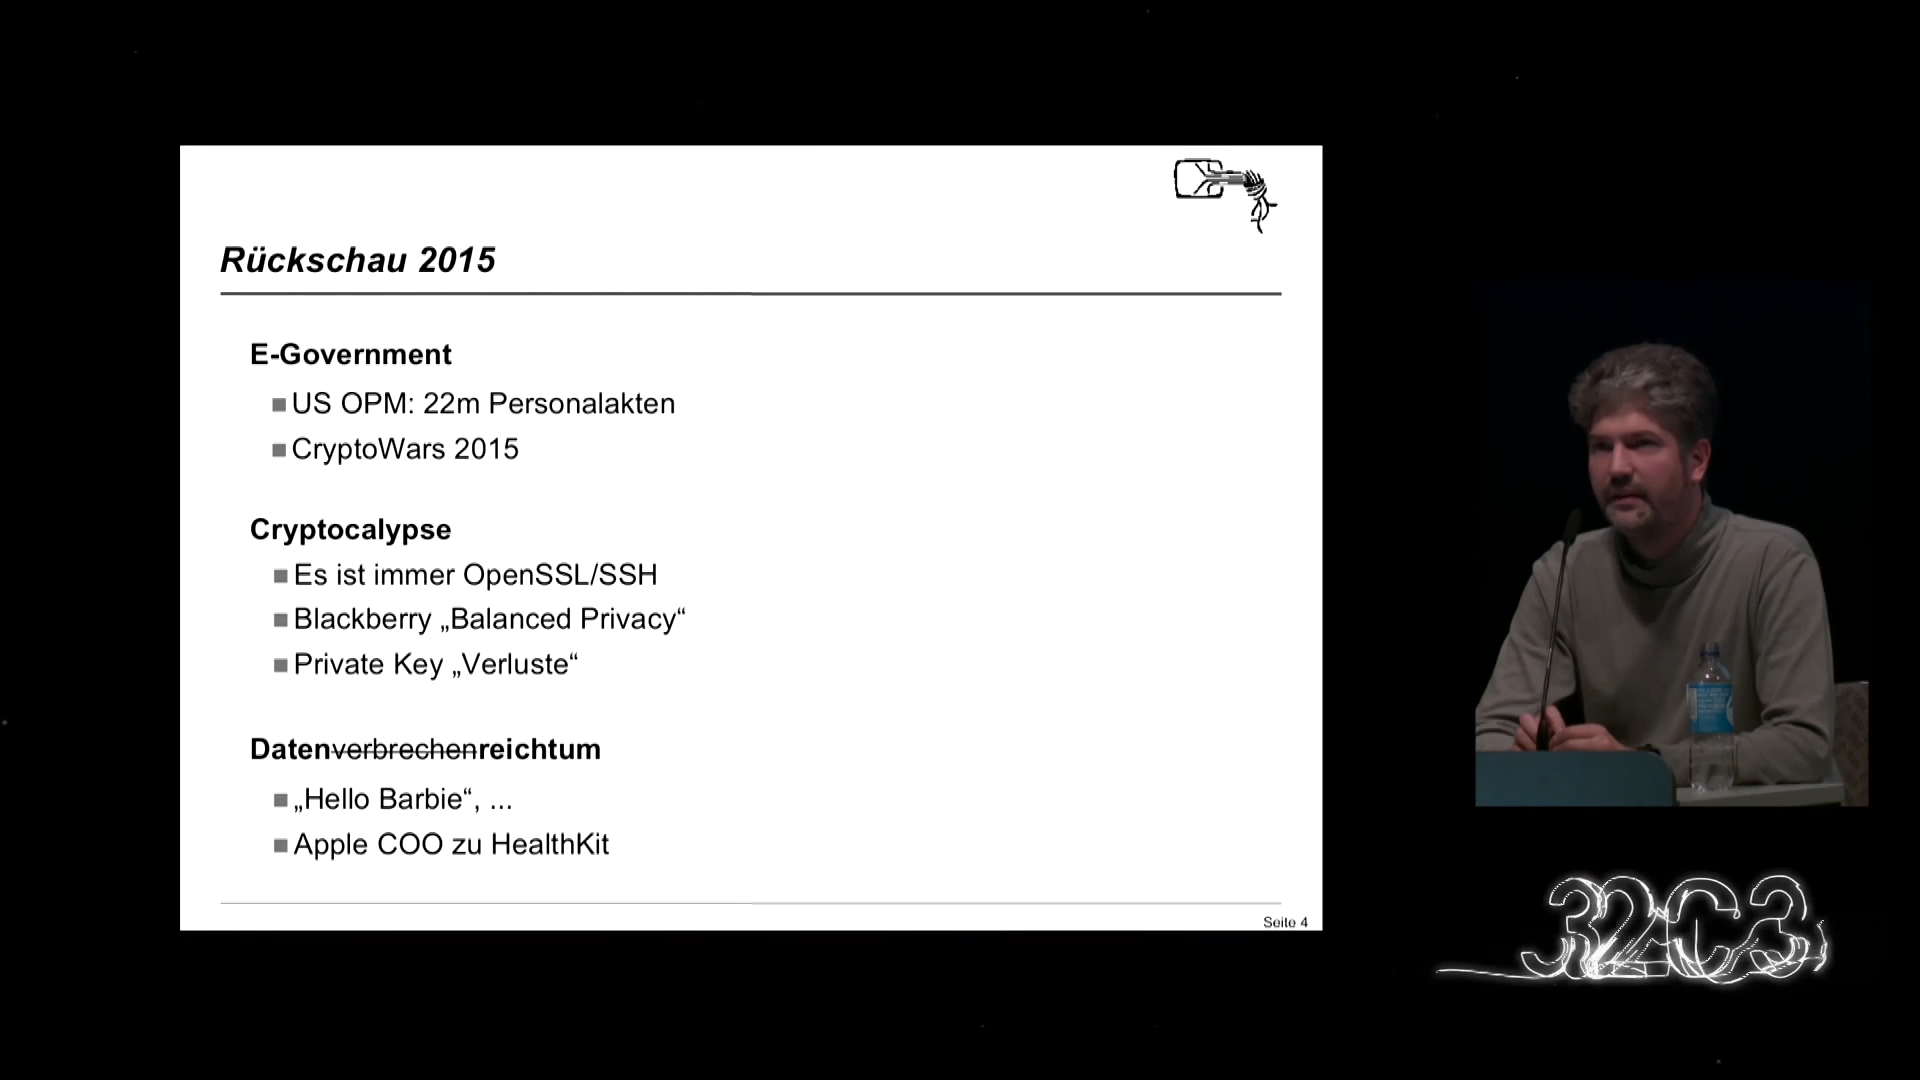 Rückschau 2015
E-Government
US OPM: 22m Personalakten
CryptoWars 2015
Cryptocalypse
Es ist immer OpenSSL/SSH
Blackberry „Balanced Privacy“
Private Key „Verluste“
Datenverbrechenreichtum
„Hello Barbie“, ...
Apple COO zu HealthKit
Seite 4
32C3